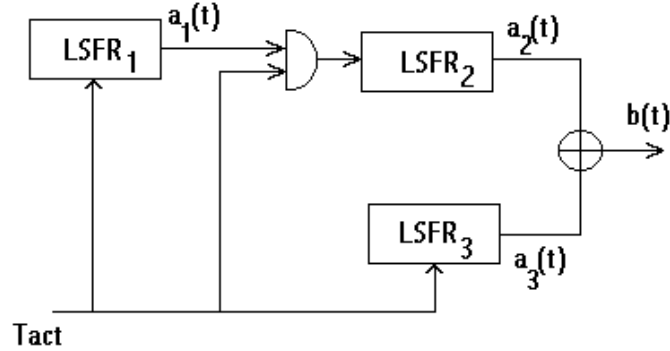 a₁(t)
LSFR₁
LSFR₂
a₂(t)
b(t)
LSFR₃
a₃(t)
Tact